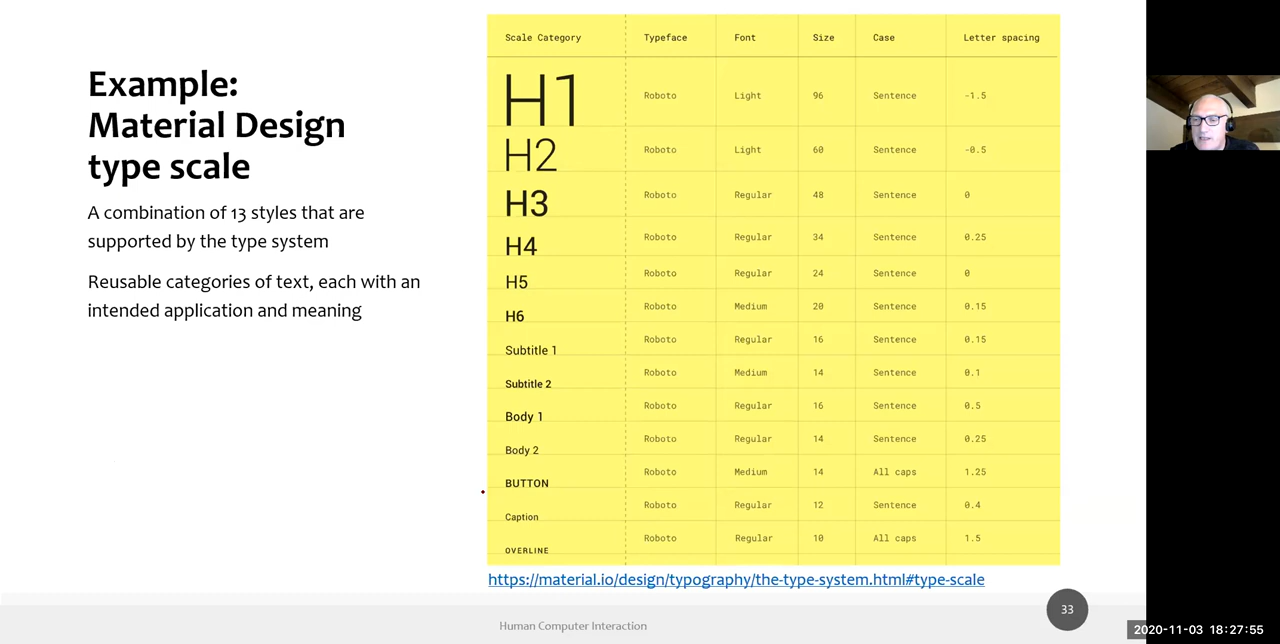 Example:
Material Design
type scale
A combination of 13 styles that are
supported by the type system
Reusable categories of text, each with an
intended application and meaning
Scale Category Typeface Font Size Case Letter spacing
H1 Roboto Light 96 Sentence -1.5
H2 Roboto Light 60 Sentence -0.5
H3 Roboto Regular 48 Sentence 0
H4 Roboto Regular 34 Sentence 0.25
H5 Roboto Regular 24 Sentence 0
H6 Roboto Medium 20 Sentence 0.15
Subtitle 1 Roboto Regular 16 Sentence 0.15
Subtitle 2 Roboto Medium 14 Sentence 0.1
Body 1 Roboto Regular 16 Sentence 0.5
Body 2 Roboto Regular 14 Sentence 0.25
BUTTON Roboto Medium 14 All caps 1.25
Caption Roboto Regular 12 Sentence 0.4
OVERLINE Roboto Regular 10 All caps 1.5
https://material.io/design/typography/the-type-system.html#type-scale
Human Computer Interaction
33
2020-11-03 18:27:55